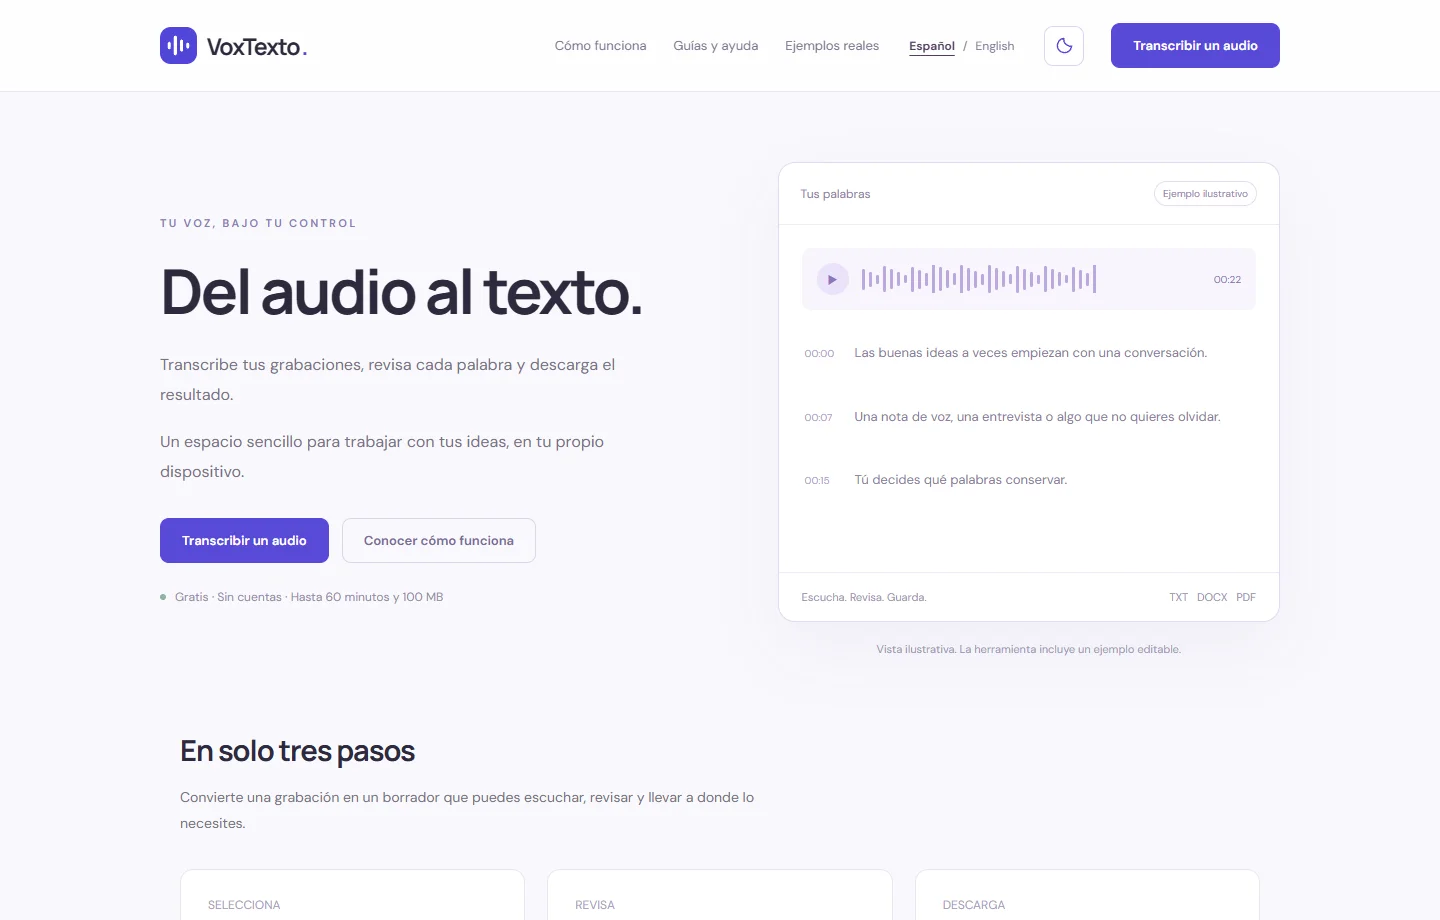 VoxTexto.
Cómo funciona
Guías y ayuda
Ejemplos reales
Español / English
Transcribir un audio
TU VOZ, BAJO TU CONTROL
Del audio al texto.
Transcribe tus grabaciones, revisa cada palabra y descarga el
resultado.
Un espacio sencillo para trabajar con tus ideas, en tu propio
dispositivo.
Transcribir un audio
Conocer cómo funciona
Gratis · Sin cuentas · Hasta 60 minutos y 100 MB
Tus palabras
Ejemplo ilustrativo
00:22
00:00 Las buenas ideas a veces empiezan con una conversación.
00:07 Una nota de voz, una entrevista o algo que no quieres olvidar.
00:15 Tú decides qué palabras conservar.
Escucha. Revisa. Guarda.
TXT DOCX PDF
Vista ilustrativa. La herramienta incluye un ejemplo editable.
En solo tres pasos
Convierte una grabación en un borrador que puedes escuchar, revisar y llevar a donde lo
necesites.
SELECCIONA
REVISA
DESCARGA